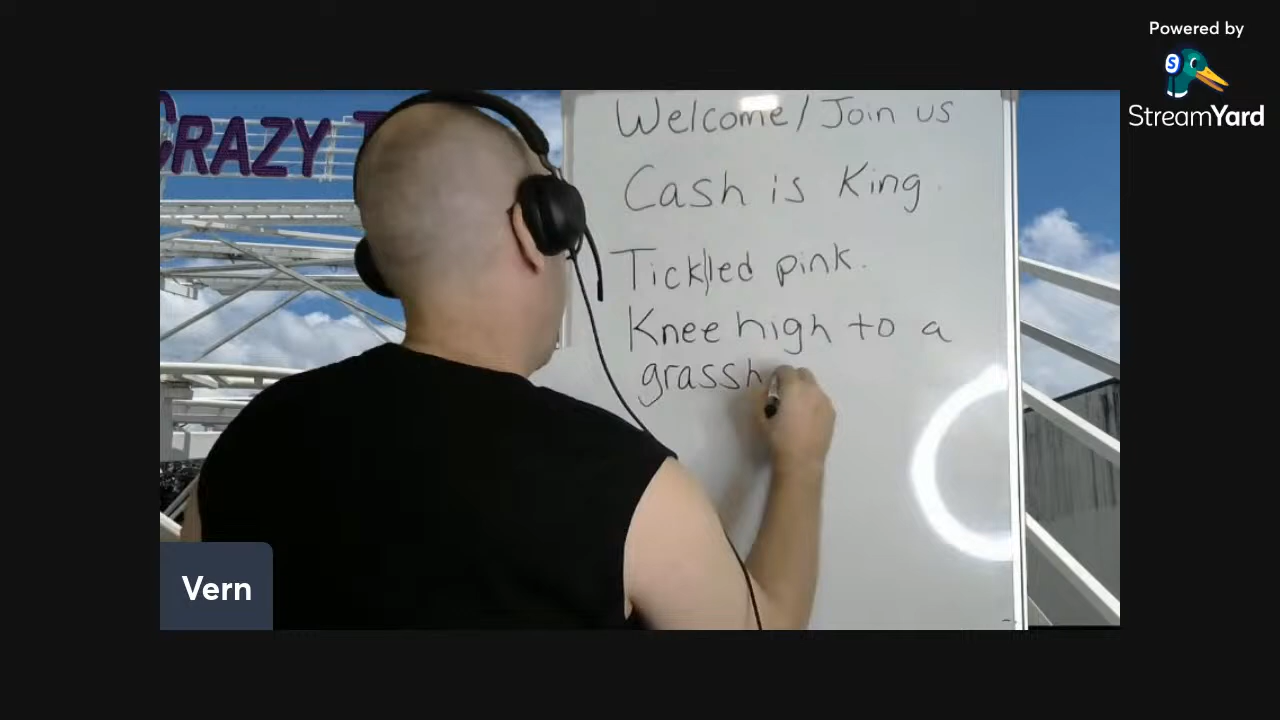 Powered by
StreamYard
CRAZY
Welcome/Join us
Cash is King.
Tickled pink.
Knee high to a
grassh
Vern